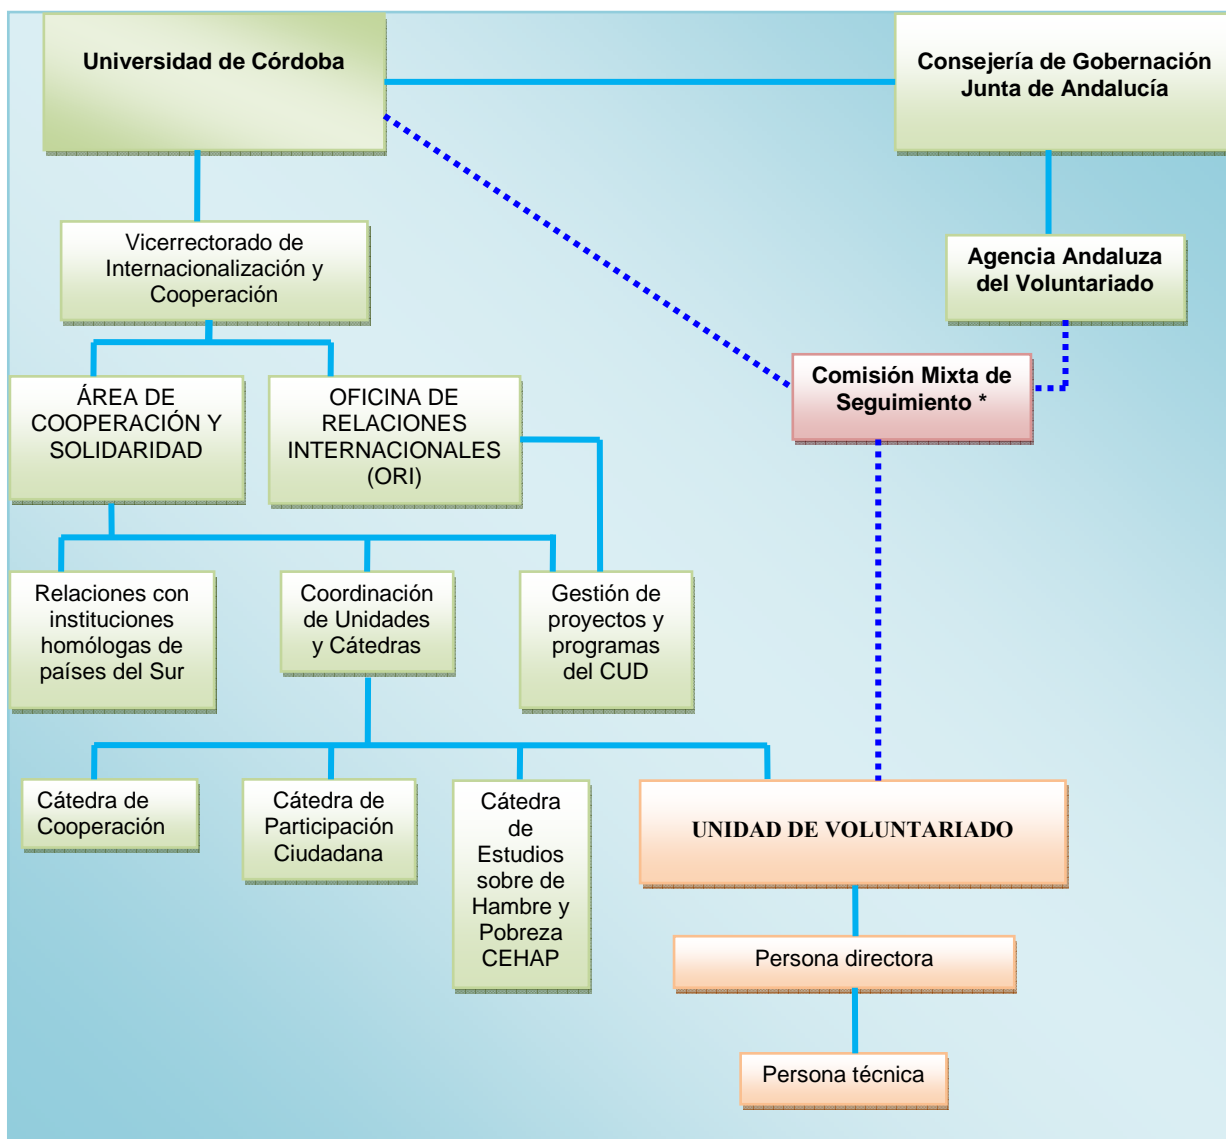 Universidad de Córdoba
Consejería de Gobernación
Junta de Andalucía
Vicerrectorado de
Internacionalización y
Cooperación
Agencia Andaluza
del Voluntariado
Comisión Mixta de
Seguimiento *
ÁREA DE
COOPERACIÓN Y
SOLIDARIDAD
OFICINA DE
RELACIONES
INTERNACIONALES
(ORI)
Relaciones con
instituciones
homólogas de
países del Sur
Coordinación
de Unidades
y Cátedras
Gestión de
proyectos y
programas
del CUD
Cátedra de
Cooperación
Cátedra de
Participación
Ciudadana
Cátedra
de
Estudios
sobre de
Hambre y
Pobreza
CEHAP
UNIDAD DE VOLUNTARIADO
Persona directora
Persona técnica